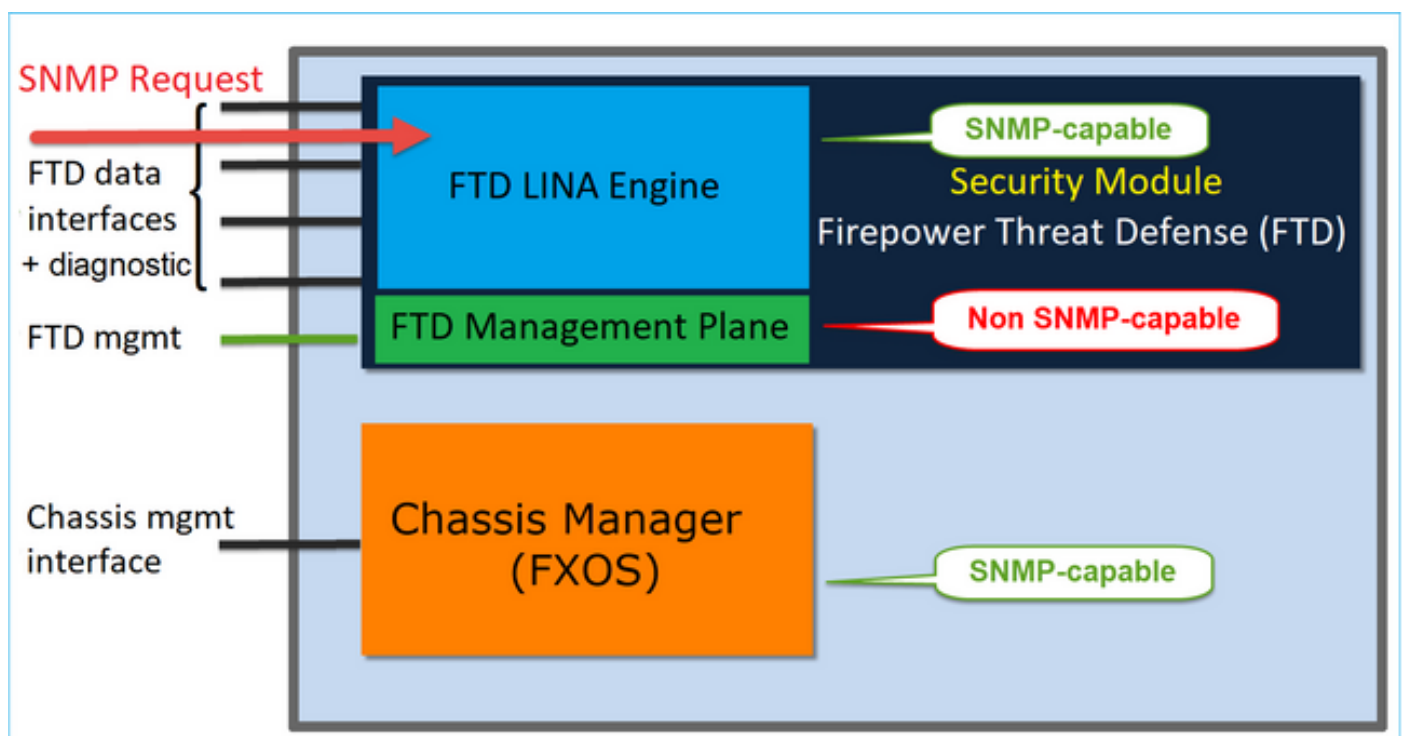 SNMP Request
FTD data
interfaces
+ diagnostic
FTD mgmt
Chassis mgmt
interface
FTD LINA Engine
FTD Management Plane
SNMP-capable
Security Module
Firepower Threat Defense (FTD)
Non SNMP-capable
Chassis Manager
(FXOS)
SNMP-capable